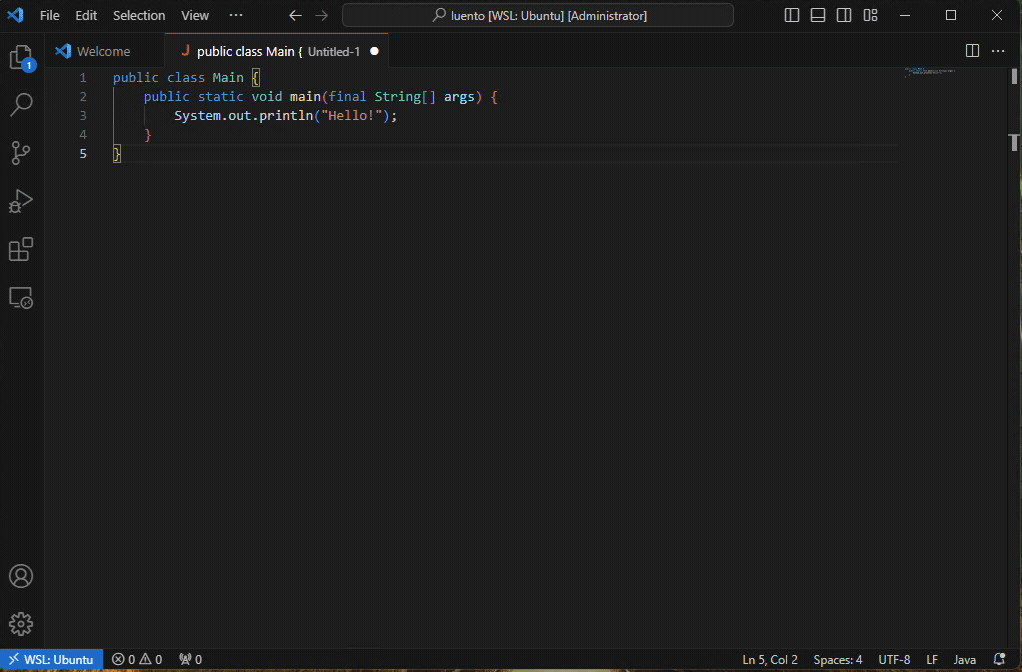 File Edit Selection View ··· luento [WSL: Ubuntu] [Administrator]
1
Welcome
public class Main { Untitled-1
1 public class Main {
2     public static void main(final String[] args) {
3         System.out.println("Hello!");
4     }
5 }
WSL: Ubuntu 0 0 0 Ln 5, Col 2 Spaces: 4 UTF-8 LF Java